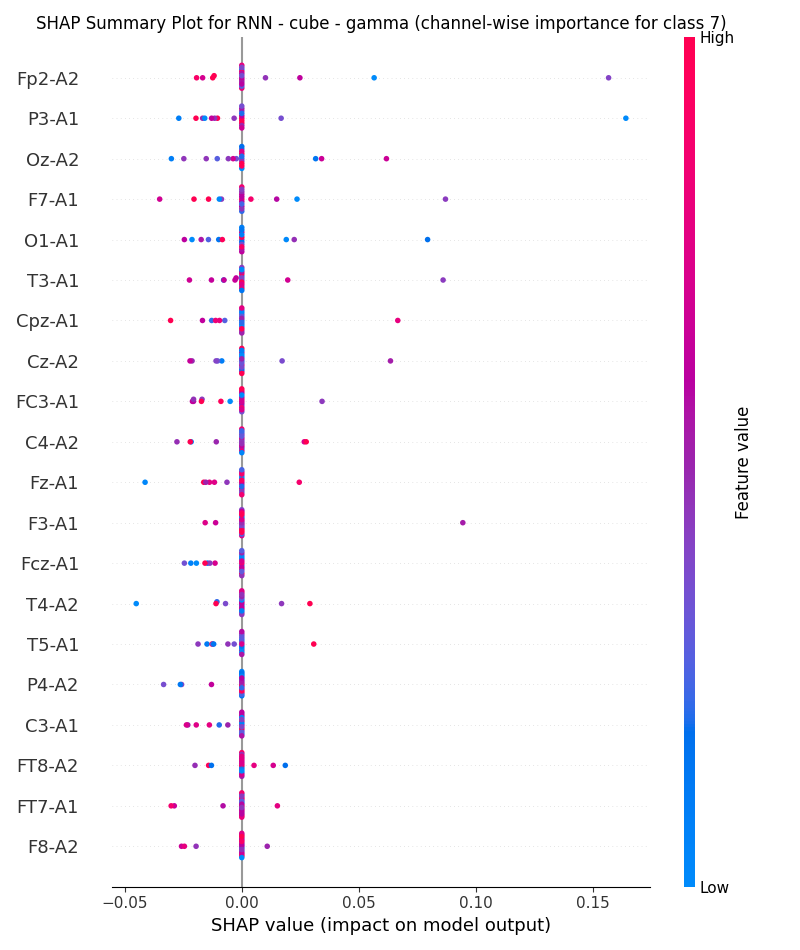 SHAP Summary Plot for RNN - cube - gamma (channel-wise importance for class 7)
High
Fp2-A2
P3-A1
Oz-A2
F7-A1
O1-A1
T3-A1
Cpz-A1
Cz-A2
FC3-A1
C4-A2
Fz-A1
F3-A1
Fcz-A1
T4-A2
T5-A1
P4-A2
C3-A1
FT8-A2
FT7-A1
F8-A2
Feature value
Low
−0.05 0.00 0.05 0.10 0.15
SHAP value (impact on model output)